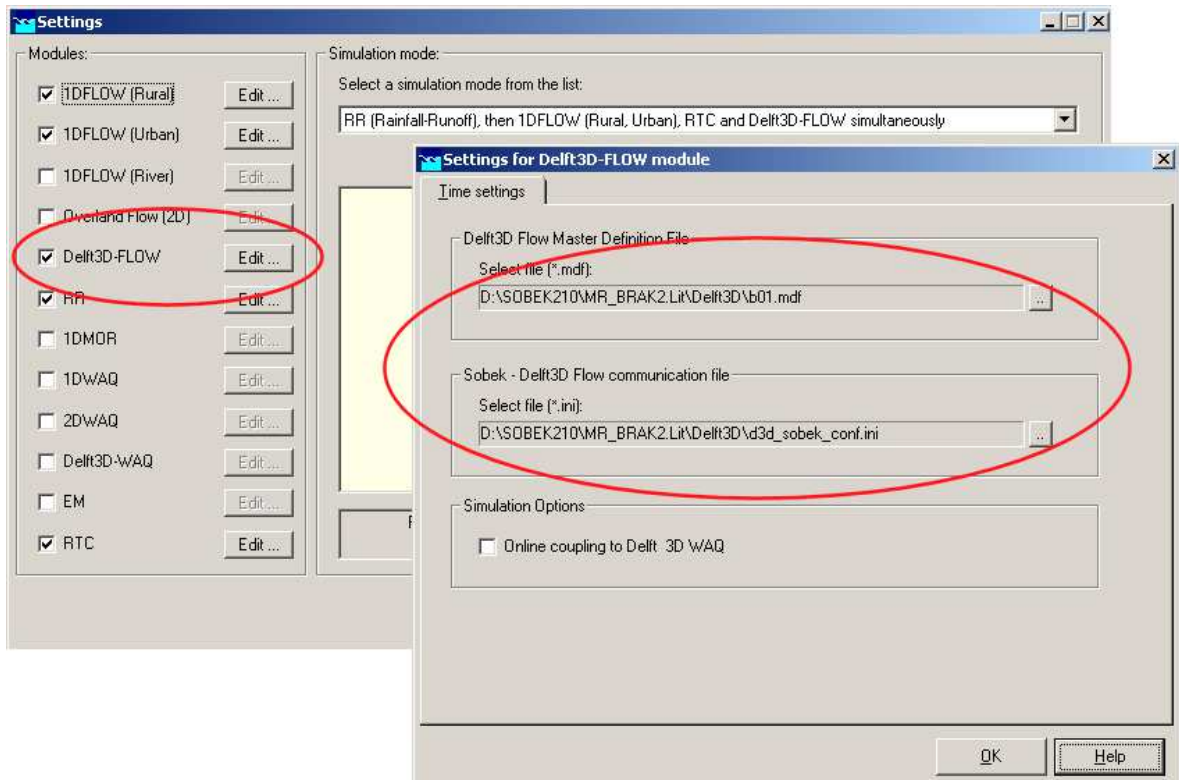 Settings
Modules:
1DFLOW (Rural)
Edit ...
1DFLOW (Urban)
Edit ...
1DFLOW (River)
Edit ...
Overland Flow (2D)
Edit ...
Delft3D-FLOW
Edit ...
RR
Edit ...
1DMOR
Edit ...
1DWAQ
Edit ...
2DWAQ
Edit ...
Delft3D-WAQ
Edit ...
EM
Edit ...
RTC
Edit ...
Simulation mode:
Select a simulation mode from the list:
RR (Rainfall-Runoff), then 1DFLOW (Rural, Urban), RTC and Delft3D-FLOW simultaneously
Settings for Delft3D-FLOW module
Time settings
Delft3D Flow Master Definition File
Select file (*.mdf):
D:\SOBEK210\MR_BRAK2.Lit\Delft3D\b01.mdf
..
Sobek - Delft3D Flow communication file
Select file (*.ini):
D:\SOBEK210\MR_BRAK2.Lit\Delft3D\d3d_sobek_conf.ini
..
Simulation Options
Online coupling to Delft 3D WAQ
OK
Help